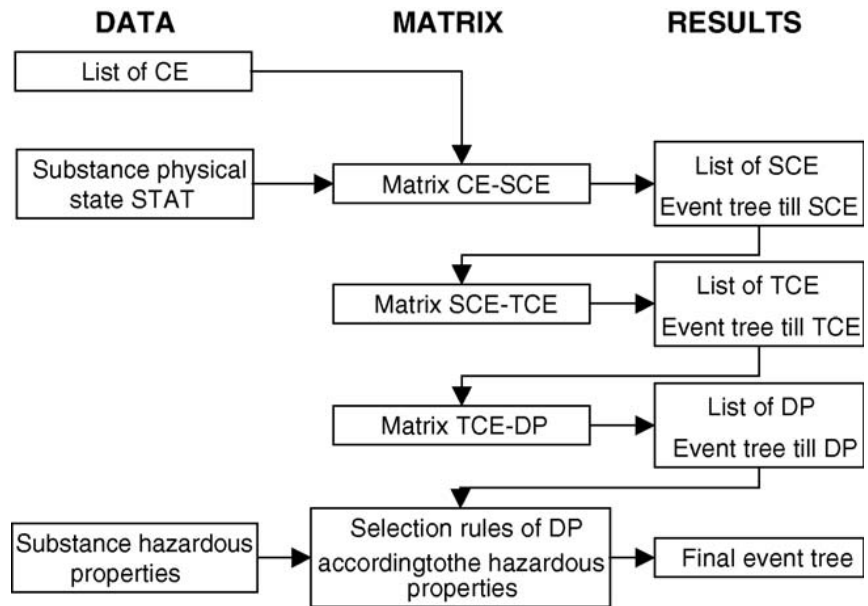 DATA MATRIX RESULTS
List of CE
Substance physical
state STAT
Matrix CE-SCE
List of SCE
Event tree till SCE
Matrix SCE-TCE
List of TCE
Event tree till TCE
Matrix TCE-DP
List of DP
Event tree till DP
Substance hazardous
properties
Selection rules of DP
accordingtothe hazardous
properties
Final event tree